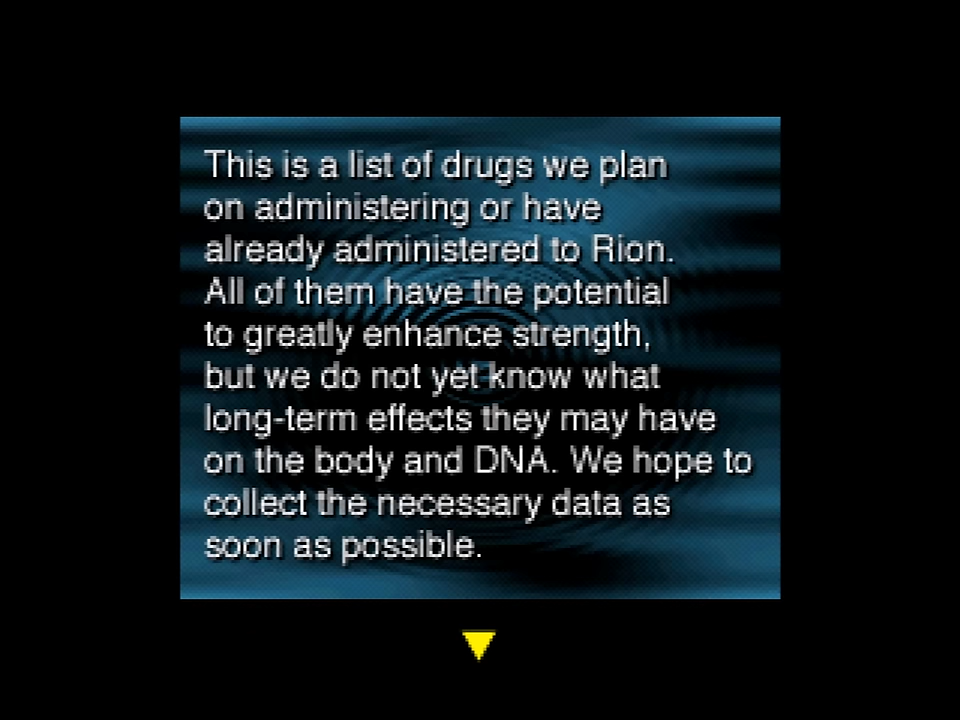 This is a list of drugs we plan
on administering or have
already administered to Rion.
All of them have the potential
to greatly enhance strength,
but we do not yet know what
long-term effects they may have
on the body and DNA. We hope to
collect the necessary data as
soon as possible.